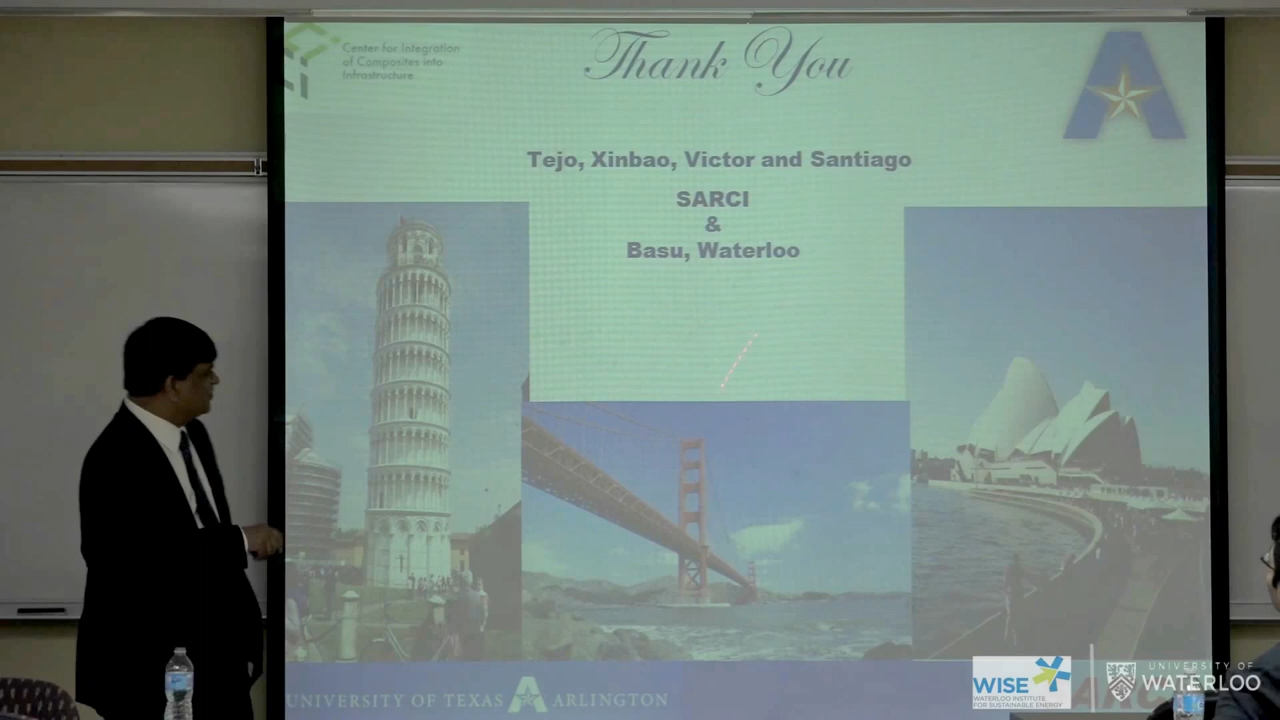 Center for Integration
of Composites into
Infrastructure
Thank You
A
Tejo, Xinbao, Victor and Santiago
SARCI
&
Basu, Waterloo
UNIVERSITY OF TEXAS A ARLINGTON
WISE
WATERLOO INSTITUTE
FOR SUSTAINABLE ENERGY
UNIVERSITY OF
WATERLOO